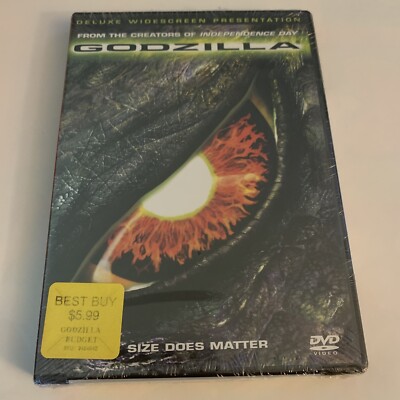 DELUXE WIDESCREEN PRESENTATION
FROM THE CREATORS OF INDEPENDENCE DAY
GODZILLA
BEST BUY
$5.99
GODZILLA
BUDGET
SIZE DOES MATTER
DVD
VIDEO